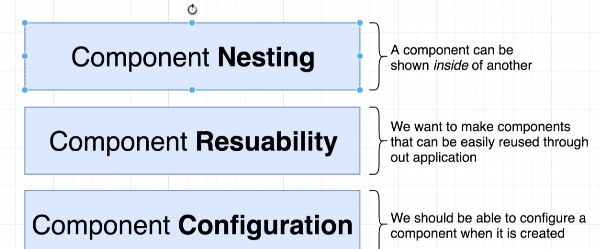 Component Nesting
A component can be
shown inside of another
Component Resuability
We want to make components
that can be easily reused through
out application
Component Configuration
We should be able to configure a
component when it is created